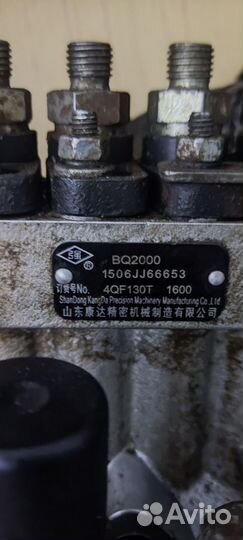 BQ2000
1506JJ66653
订货号No. 4QF130T 1600
ShanDong KangDa Precision Machinery Manufacturing Co.,Ltd
山东康达精密机械制造有限公司
Avito